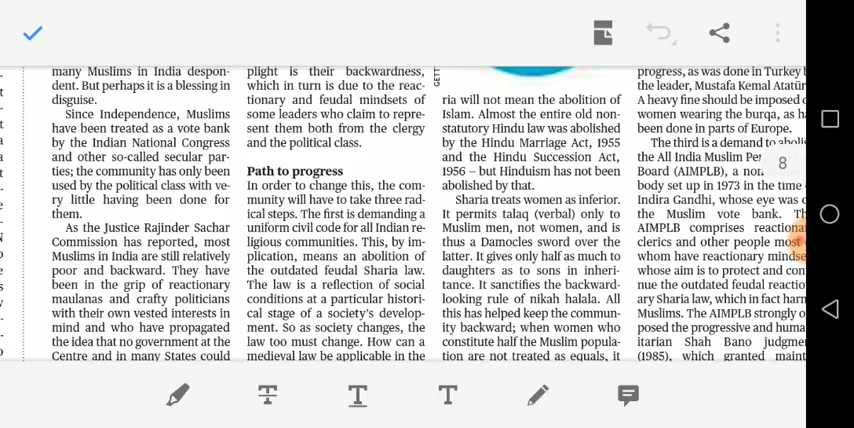 many Muslims in India despon-
dent. But perhaps it is a blessing in
disguise.
Since Independence, Muslims
have been treated as a vote bank
by the Indian National Congress
and other so-called secular par-
ties; the community has only been
used by the political class with ve-
ry little having been done for
them.
As the Justice Rajinder Sachar
Commission has reported, most
Muslims in India are still relatively
poor and backward. They have
been in the grip of reactionary
maulanas and crafty politicians
with their own vested interests in
mind and who have propagated
the idea that no government at the
Centre and in many States could
plight is their backwardness,
which in turn is due to the reac-
tionary and feudal mindsets of
some leaders who claim to repre-
sent them both from the clergy
and the political class.
Path to progress
In order to change this, the com-
munity will have to take three rad-
ical steps. The first is demanding a
uniform civil code for all Indian re-
ligious communities. This, by im-
plication, means an abolition of
the outdated feudal Sharia law.
The law is a reflection of social
conditions at a particular histori-
cal stage of a society's develop-
ment. So as society changes, the
law too must change. How can a
medieval law be applicable in the
GETT
ria will not mean the abolition of
Islam. Almost the entire old non-
statutory Hindu law was abolished
by the Hindu Marriage Act, 1955
and the Hindu Succession Act,
1956 – but Hinduism has not been
abolished by that.
Sharia treats women as inferior.
It permits talaq (verbal) only to
Muslim men, not women, and is
thus a Damocles sword over the
latter. It gives only half as much to
daughters as to sons in inheri-
tance. It sanctifies the backward-
looking rule of nikah halala. All
this has helped keep the commun-
ity backward; when women who
constitute half the Muslim popula-
tion are not treated as equals, it
progress, as was done in Turkey
the leader, Mustafa Kemal Atatür
A heavy fine should be imposed
women wearing the burqa, as ha
been done in parts of Europe.
The third is a demand to aboli
the All India Muslim Per
Board (AIMPLB), a non
body set up in 1973 in the time
Indira Gandhi, whose eye was
the Muslim vote bank. Th
AIMPLB comprises reactiona
clerics and other people most
whom have reactionary mindse
whose aim is to protect and con
nue the outdated feudal reactio
ary Sharia law, which in fact harm
Muslims. The AIMPLB strongly o
posed the progressive and huma
itarian Shah Bano judgme
(1985), which granted maint
8